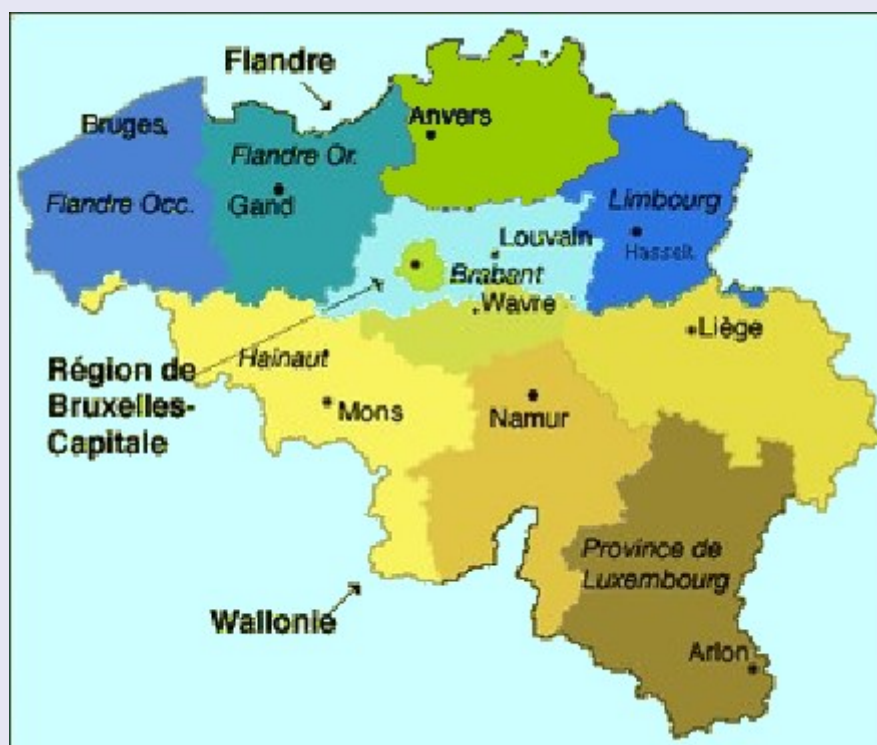 Flandre
Anvers
Bruges.
Flandre Or.
Flandre Occ.
Gand
Limbourg
Hasselt
Louvain
Brabant
Wavre
Liège
Hainaut
Région de
Bruxelles-
Capitale
Mons
Namur
Province de
Luxembourg
Wallonie
Arlon